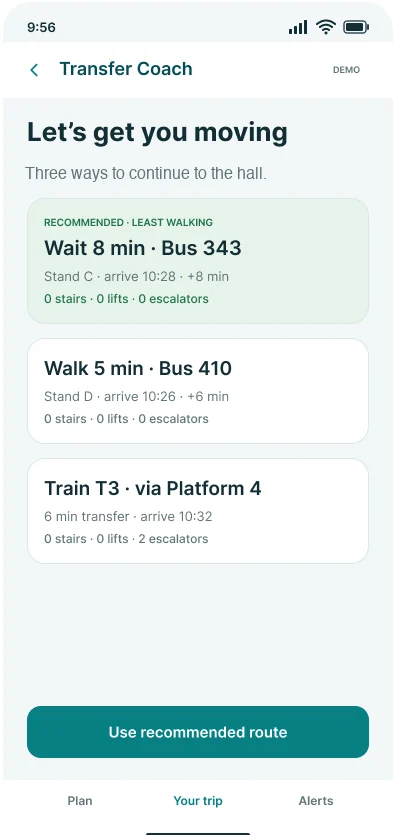 9:56
Transfer Coach
DEMO
Let’s get you moving
Three ways to continue to the hall.
RECOMMENDED · LEAST WALKING
Wait 8 min · Bus 343
Stand C · arrive 10:28 · +8 min
0 stairs · 0 lifts · 0 escalators
Walk 5 min · Bus 410
Stand D · arrive 10:26 · +6 min
0 stairs · 0 lifts · 0 escalators
Train T3 · via Platform 4
6 min transfer · arrive 10:32
0 stairs · 0 lifts · 2 escalators
Use recommended route
Plan
Your trip
Alerts